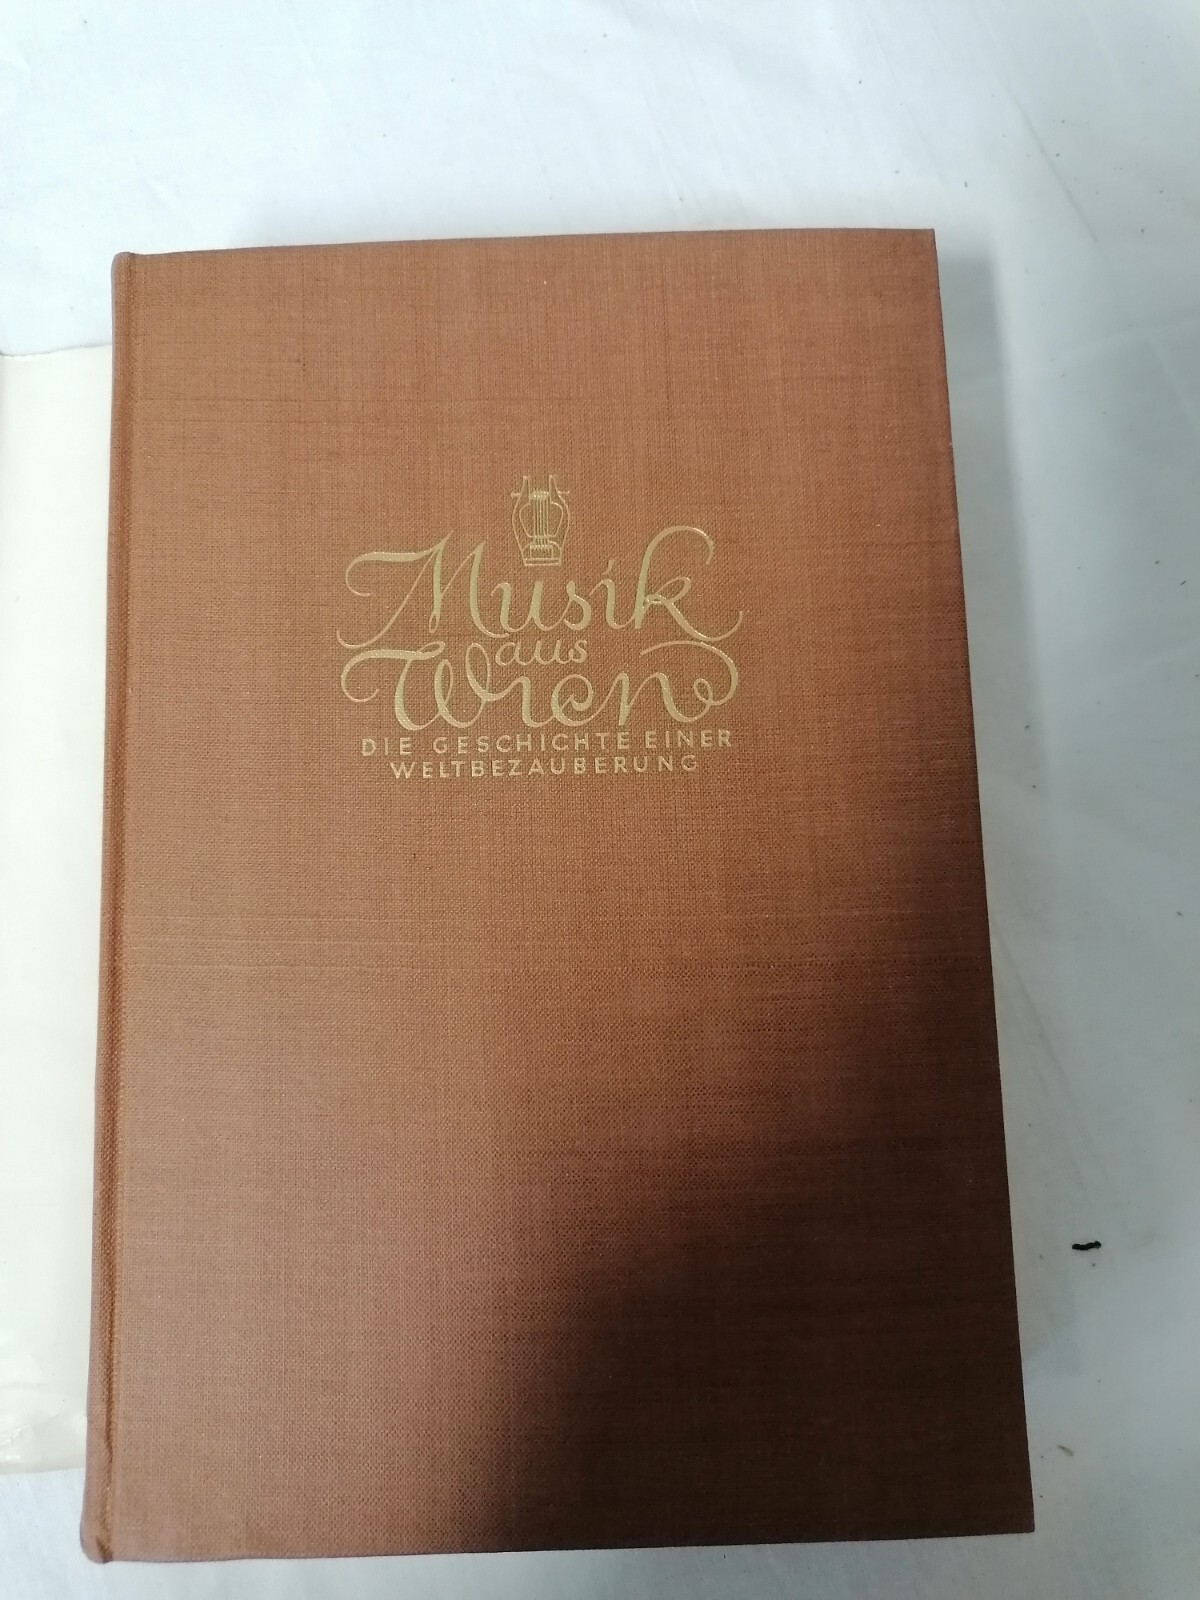 Musik
aus
Wien
DIE GESCHICHTE EINER
WELTBEZAUBERUNG